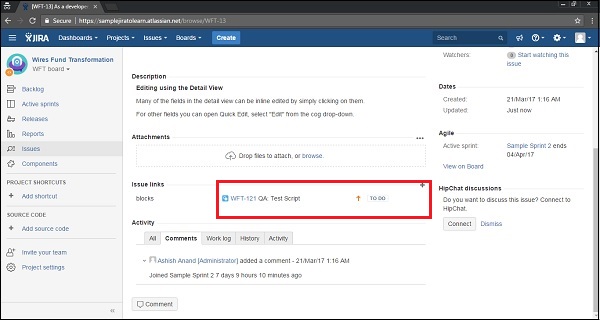 [WFT-13] As a develope
Secure | https://samplejiratolearn.atlassian.net/browse/WFT-13
JIRA Dashboards Projects Issues Boards Create Search
Wires Fund Transformation
WFT board
Backlog
Active sprints
Releases
Reports
Issues
Components
PROJECT SHORTCUTS
Add shortcut
SOURCE CODE
Add source code
Invite your team
Project settings
Description
Editing using the Detail View
Many of the fields in the detail view can be inline edited by simply clicking on them.
For other fields you can open Quick Edit, select "Edit" from the cog drop-down.
Attachments
Drop files to attach, or browse.
Issue links
blocks WFT-121 QA: Test Script TO DO
Activity
All Comments Work log History Activity
Ashish Anand [Administrator] added a comment - 21/Mar/17 1:16 AM
Joined Sample Sprint 2 7 days 9 hours 10 minutes ago
Comment
Watchers: 0 Start watching this
issue
Dates
Created: 21/Mar/17 1:16 AM
Updated: Just now
Agile
Active sprint: Sample Sprint 2 ends
04/Apr/17
View on Board
HipChat discussions
Do you want to discuss this issue? Connect to
HipChat.
Connect Dismiss